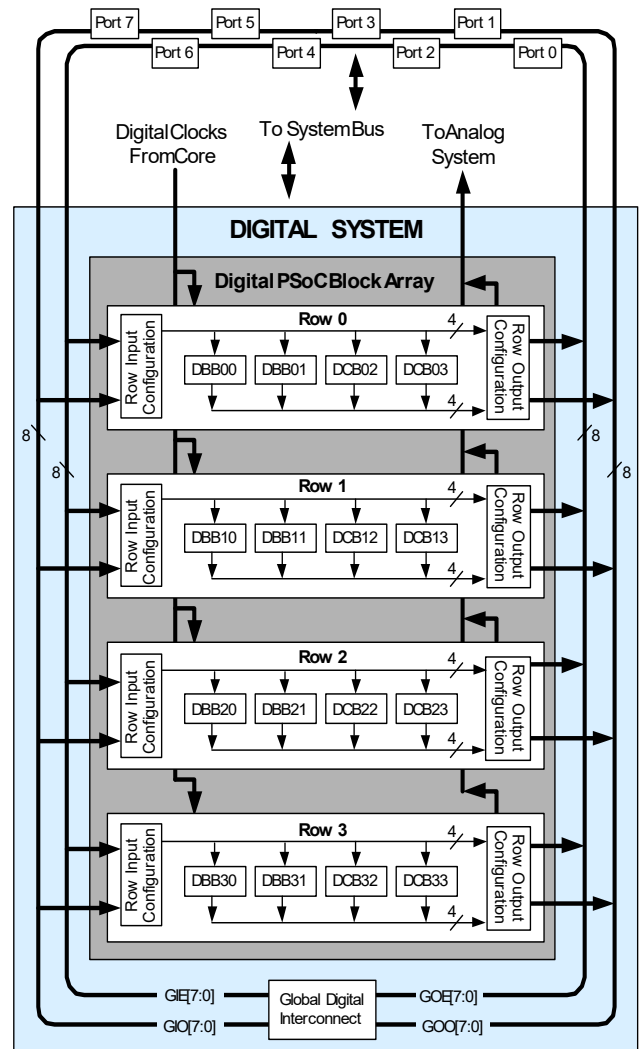 Port 7
Port 5
Port 3
Port 1
Port 6
Port 4
Port 2
Port 0
Digital Clocks
From Core
To System Bus
To Analog
System
DIGITAL SYSTEM
Digital PSoC Block Array
Row 0
4
Row Input
Configuration
DBB00
DBB01
DCB02
DCB03
4
Row Output
Configuration
8
8
8
8
Row 1
4
Row Input
Configuration
DBB10
DBB11
DCB12
DCB13
4
Row Output
Configuration
Row 2
4
Row Input
Configuration
DBB20
DBB21
DCB22
DCB23
4
Row Output
Configuration
Row 3
4
Row Input
Configuration
DBB30
DBB31
DCB32
DCB33
4
Row Output
Configuration
GIE[7:0]
GIO[7:0]
Global Digital
Interconnect
GOE[7:0]
GOO[7:0]